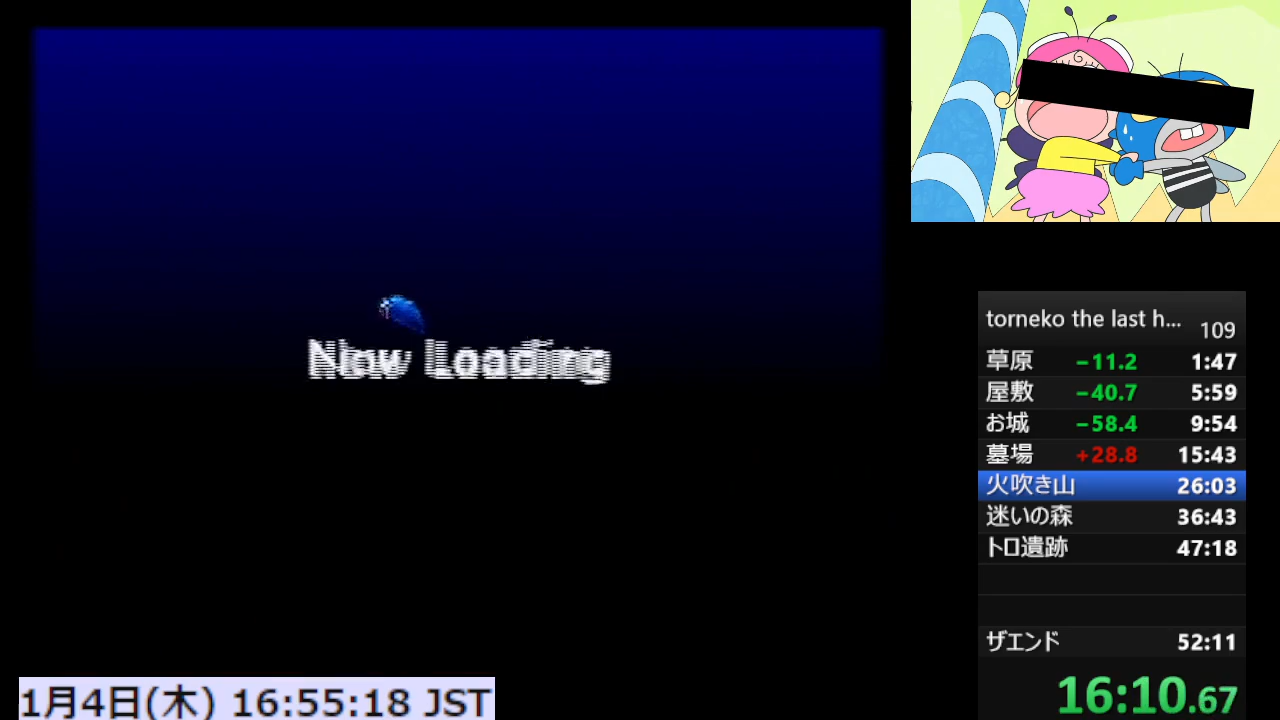 Now Loading
torneko the last h...
109
草原 -11.2 1:47
屋敷 -40.7 5:59
お城 -58.4 9:54
墓場 +28.8 15:43
火吹き山 26:03
迷いの森 36:43
トロ遺跡 47:18
ザエンド 52:11
16:10.67
1月4日(木) 16:55:18 JST